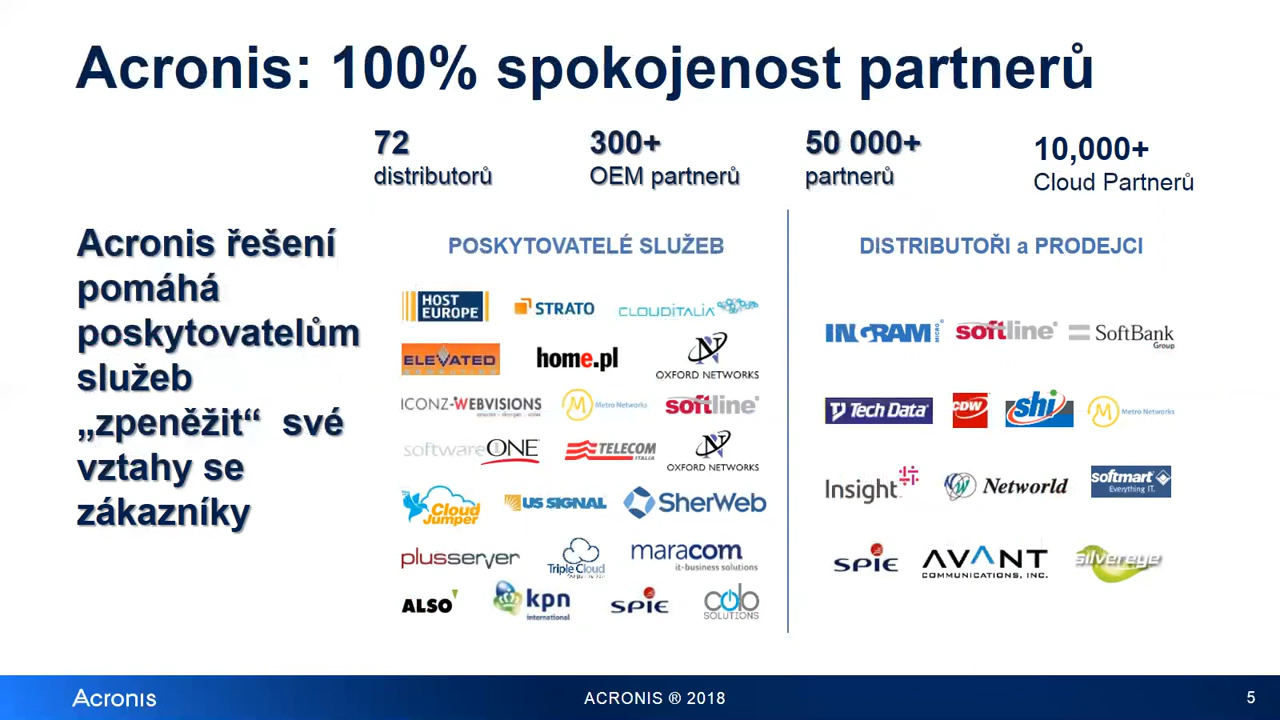 Acronis: 100% spokojenost partnerů
72
distributorů
300+
OEM partnerů
50 000+
partnerů
10,000+
Cloud Partnerů
Acronis řešení
pomáhá
poskytovatelům
služeb
„zpeněžit“ své
vztahy se
zákazníky
POSKYTOVATELÉ SLUŽEB
HOST
EUROPE
STRATO
CLOUDITALIA
ELEVATED
home.pl
OXFORD NETWORKS
ICONZ-WEBVISIONS
Metro Networks
softline
softwareONE
TELECOM
ITALIA
OXFORD NETWORKS
Cloud
Jumper
US SIGNAL
SherWeb
plusserver
Triple Cloud
maracom
it-business solutions
ALSO
kpn
international
SPIE
colo
SOLUTIONS
DISTRIBUTOŘI a PRODEJCI
INGRAM MICRO
softline
SoftBank
Group
Tech Data
CDW
shi
Metro Networks
Insight
Networld
softmart
Everything IT.
SPIE
AVANT
COMMUNICATIONS, INC.
silvereye
Acronis
ACRONIS ® 2018
5